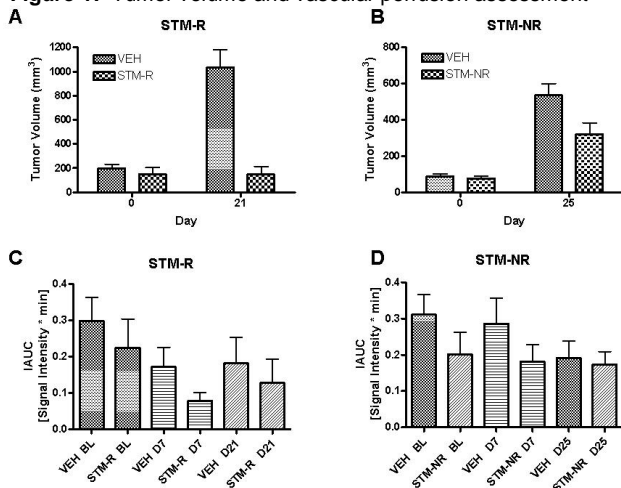 Figure 1. Tumor volume and vascular perfusion assessment
A
STM-R
Tumor Volume (mm³)
1200
1000
800
600
400
200
0
VEH
STM-R
0
21
Day
B
STM-NR
Tumor Volume (mm³)
800
600
400
200
0
VEH
STM-NR
0
25
Day
C
STM-R
IAUC
[Signal Intensity * min]
0.4
0.3
0.2
0.1
0.0
VEH BL
STM-R BL
VEH D7
STM-R D7
VEH D21
STM-R D21
D
STM-NR
IAUC
[Signal Intensity * min]
0.4
0.3
0.2
0.1
0.0
VEH BL
STM-NR BL
VEH D7
STM-NR D7
VEH D25
STM-NR D25